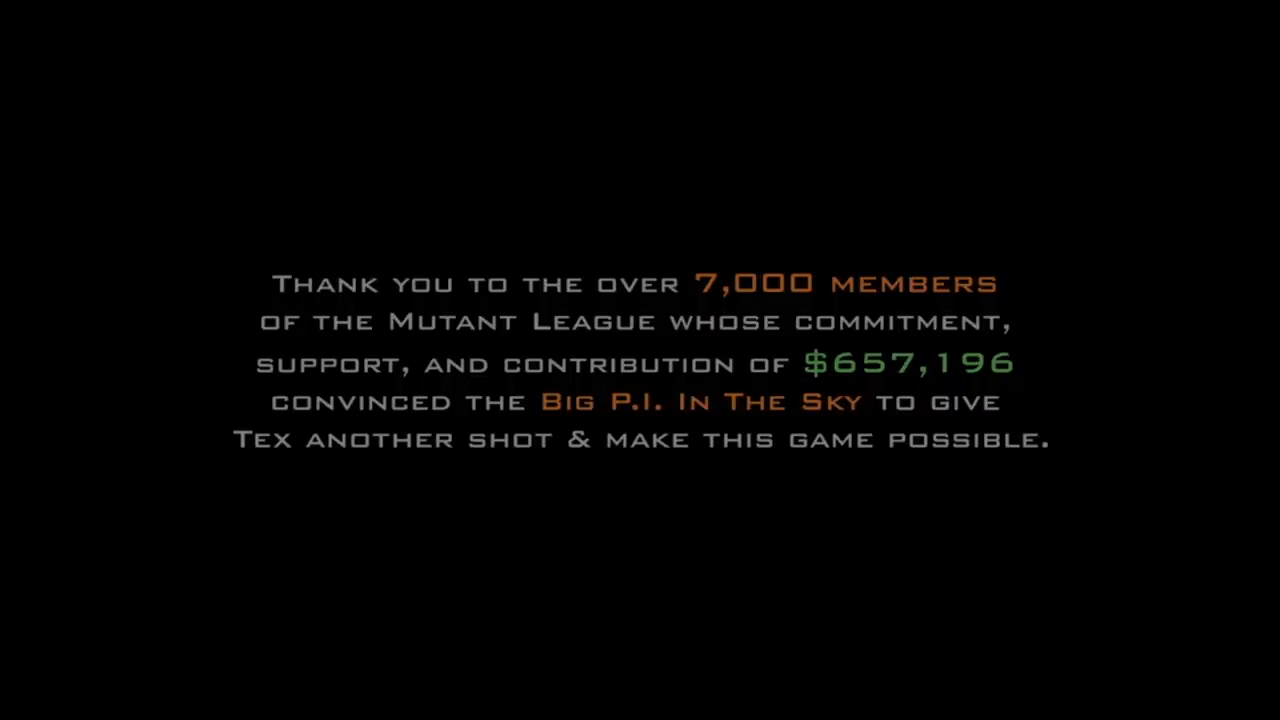 Thank you to the over 7,000 members
of the Mutant League whose commitment,
support, and contribution of $657,196
convinced the Big P.I. In The Sky to give
Tex another shot & make this game possible.